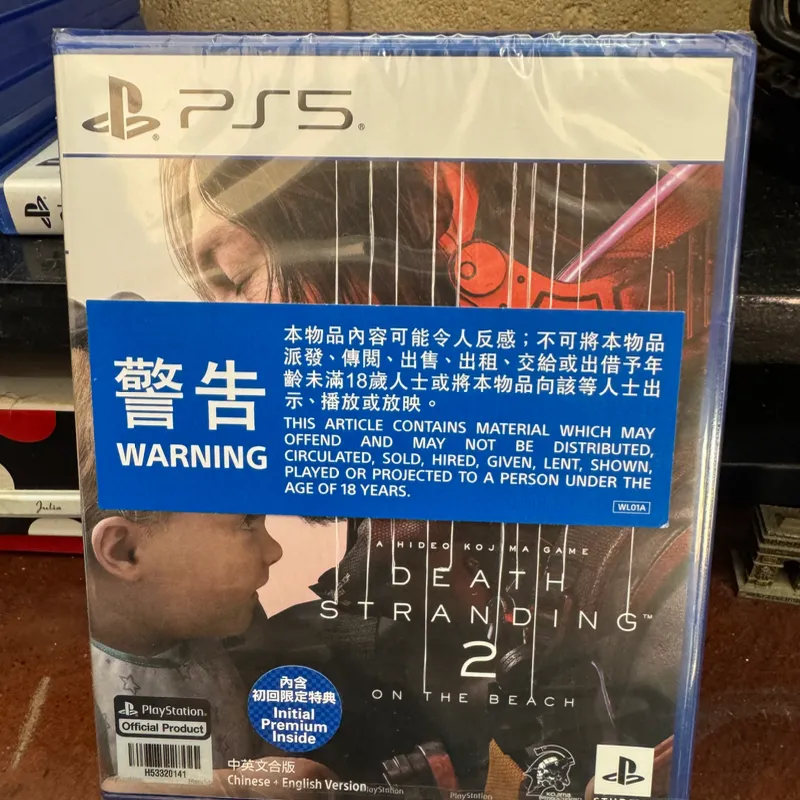 PS5
本物品內容可能令人反感；不可將本物品
派發、傳閱、出售、出租、交給或出借予年
齡未滿18歲人士或將本物品向該等人士出
示、播放或放映。
警告
WARNING
THIS ARTICLE CONTAINS MATERIAL WHICH MAY
OFFEND AND MAY NOT BE DISTRIBUTED,
CIRCULATED, SOLD, HIRED, GIVEN, LENT, SHOWN,
PLAYED OR PROJECTED TO A PERSON UNDER THE
AGE OF 18 YEARS.
WL01A
Julia
A HIDEO KOJIMA GAME
DEATH
STRANDING™
2
ON THE BEACH
內含
初回限定特典
Initial
Premium
Inside
PlayStation
Official Product
H53320141
中英文合版
Chinese + English Version
PlayStation
PlayStation
KOJIMA